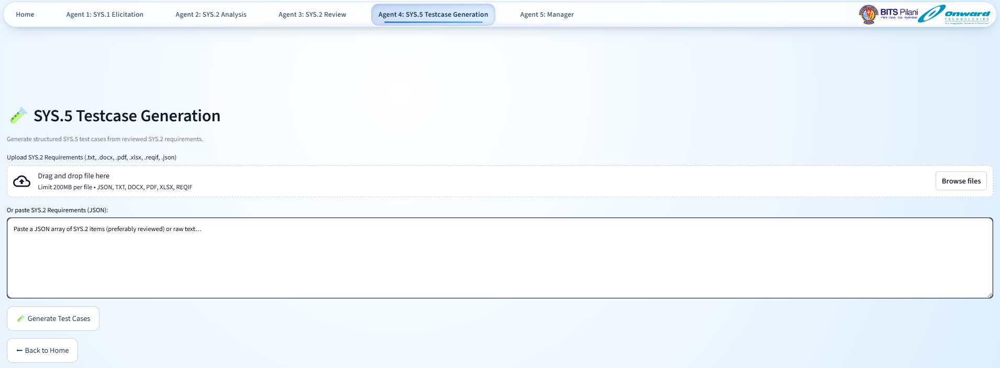 Home Agent 1: SYS.1 Elicitation Agent 2: SYS.2 Analysis Agent 3: SYS.2 Review Agent 4: SYS.5 Testcase Generation Agent 5: Manager
BITS Pilani
Pilani | Dubai | Goa | Hyderabad
onward
TECHNOLOGIES
SYS.5 Testcase Generation
Generate structured SYS.5 test cases from reviewed SYS.2 requirements.
Upload SYS.2 Requirements (.txt, .docx, .pdf, .xlsx, .reqif, .json)
Drag and drop file here
Limit 200MB per file • JSON, TXT, DOCX, PDF, XLSX, REQIF
Browse files
Or paste SYS.2 Requirements (JSON):
Paste a JSON array of SYS.2 items (preferably reviewed) or raw text...
Generate Test Cases
← Back to Home